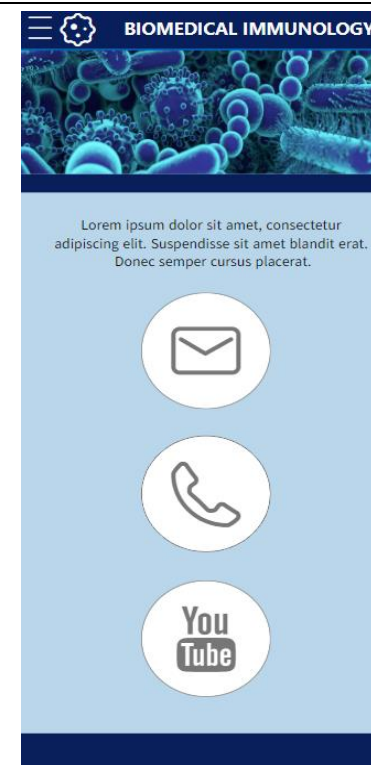 BIOMEDICAL IMMUNOLOGY
Lorem ipsum dolor sit amet, consectetur
adipiscing elit. Suspendisse sit amet blandit erat.
Donec semper cursus placerat.
You
Tube